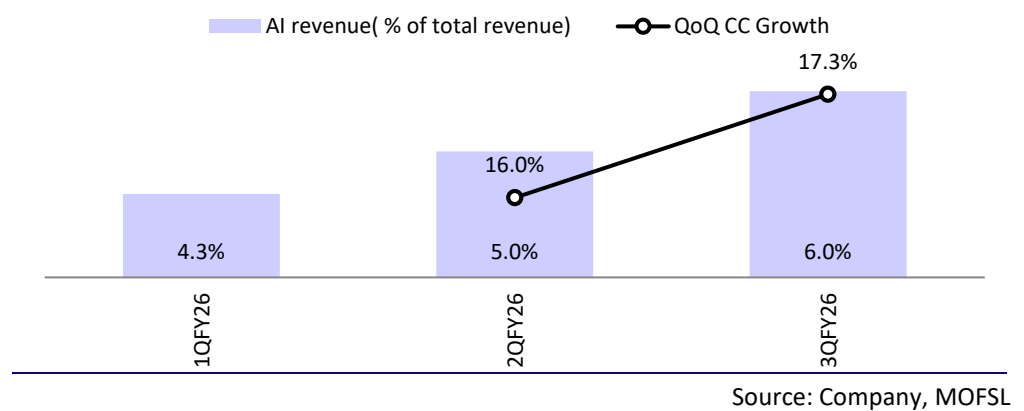 AI revenue( % of total revenue) QoQ CC Growth
17.3%
16.0%
4.3% 5.0% 6.0%
1QFY26 2QFY26 3QFY26
Source: Company, MOFSL